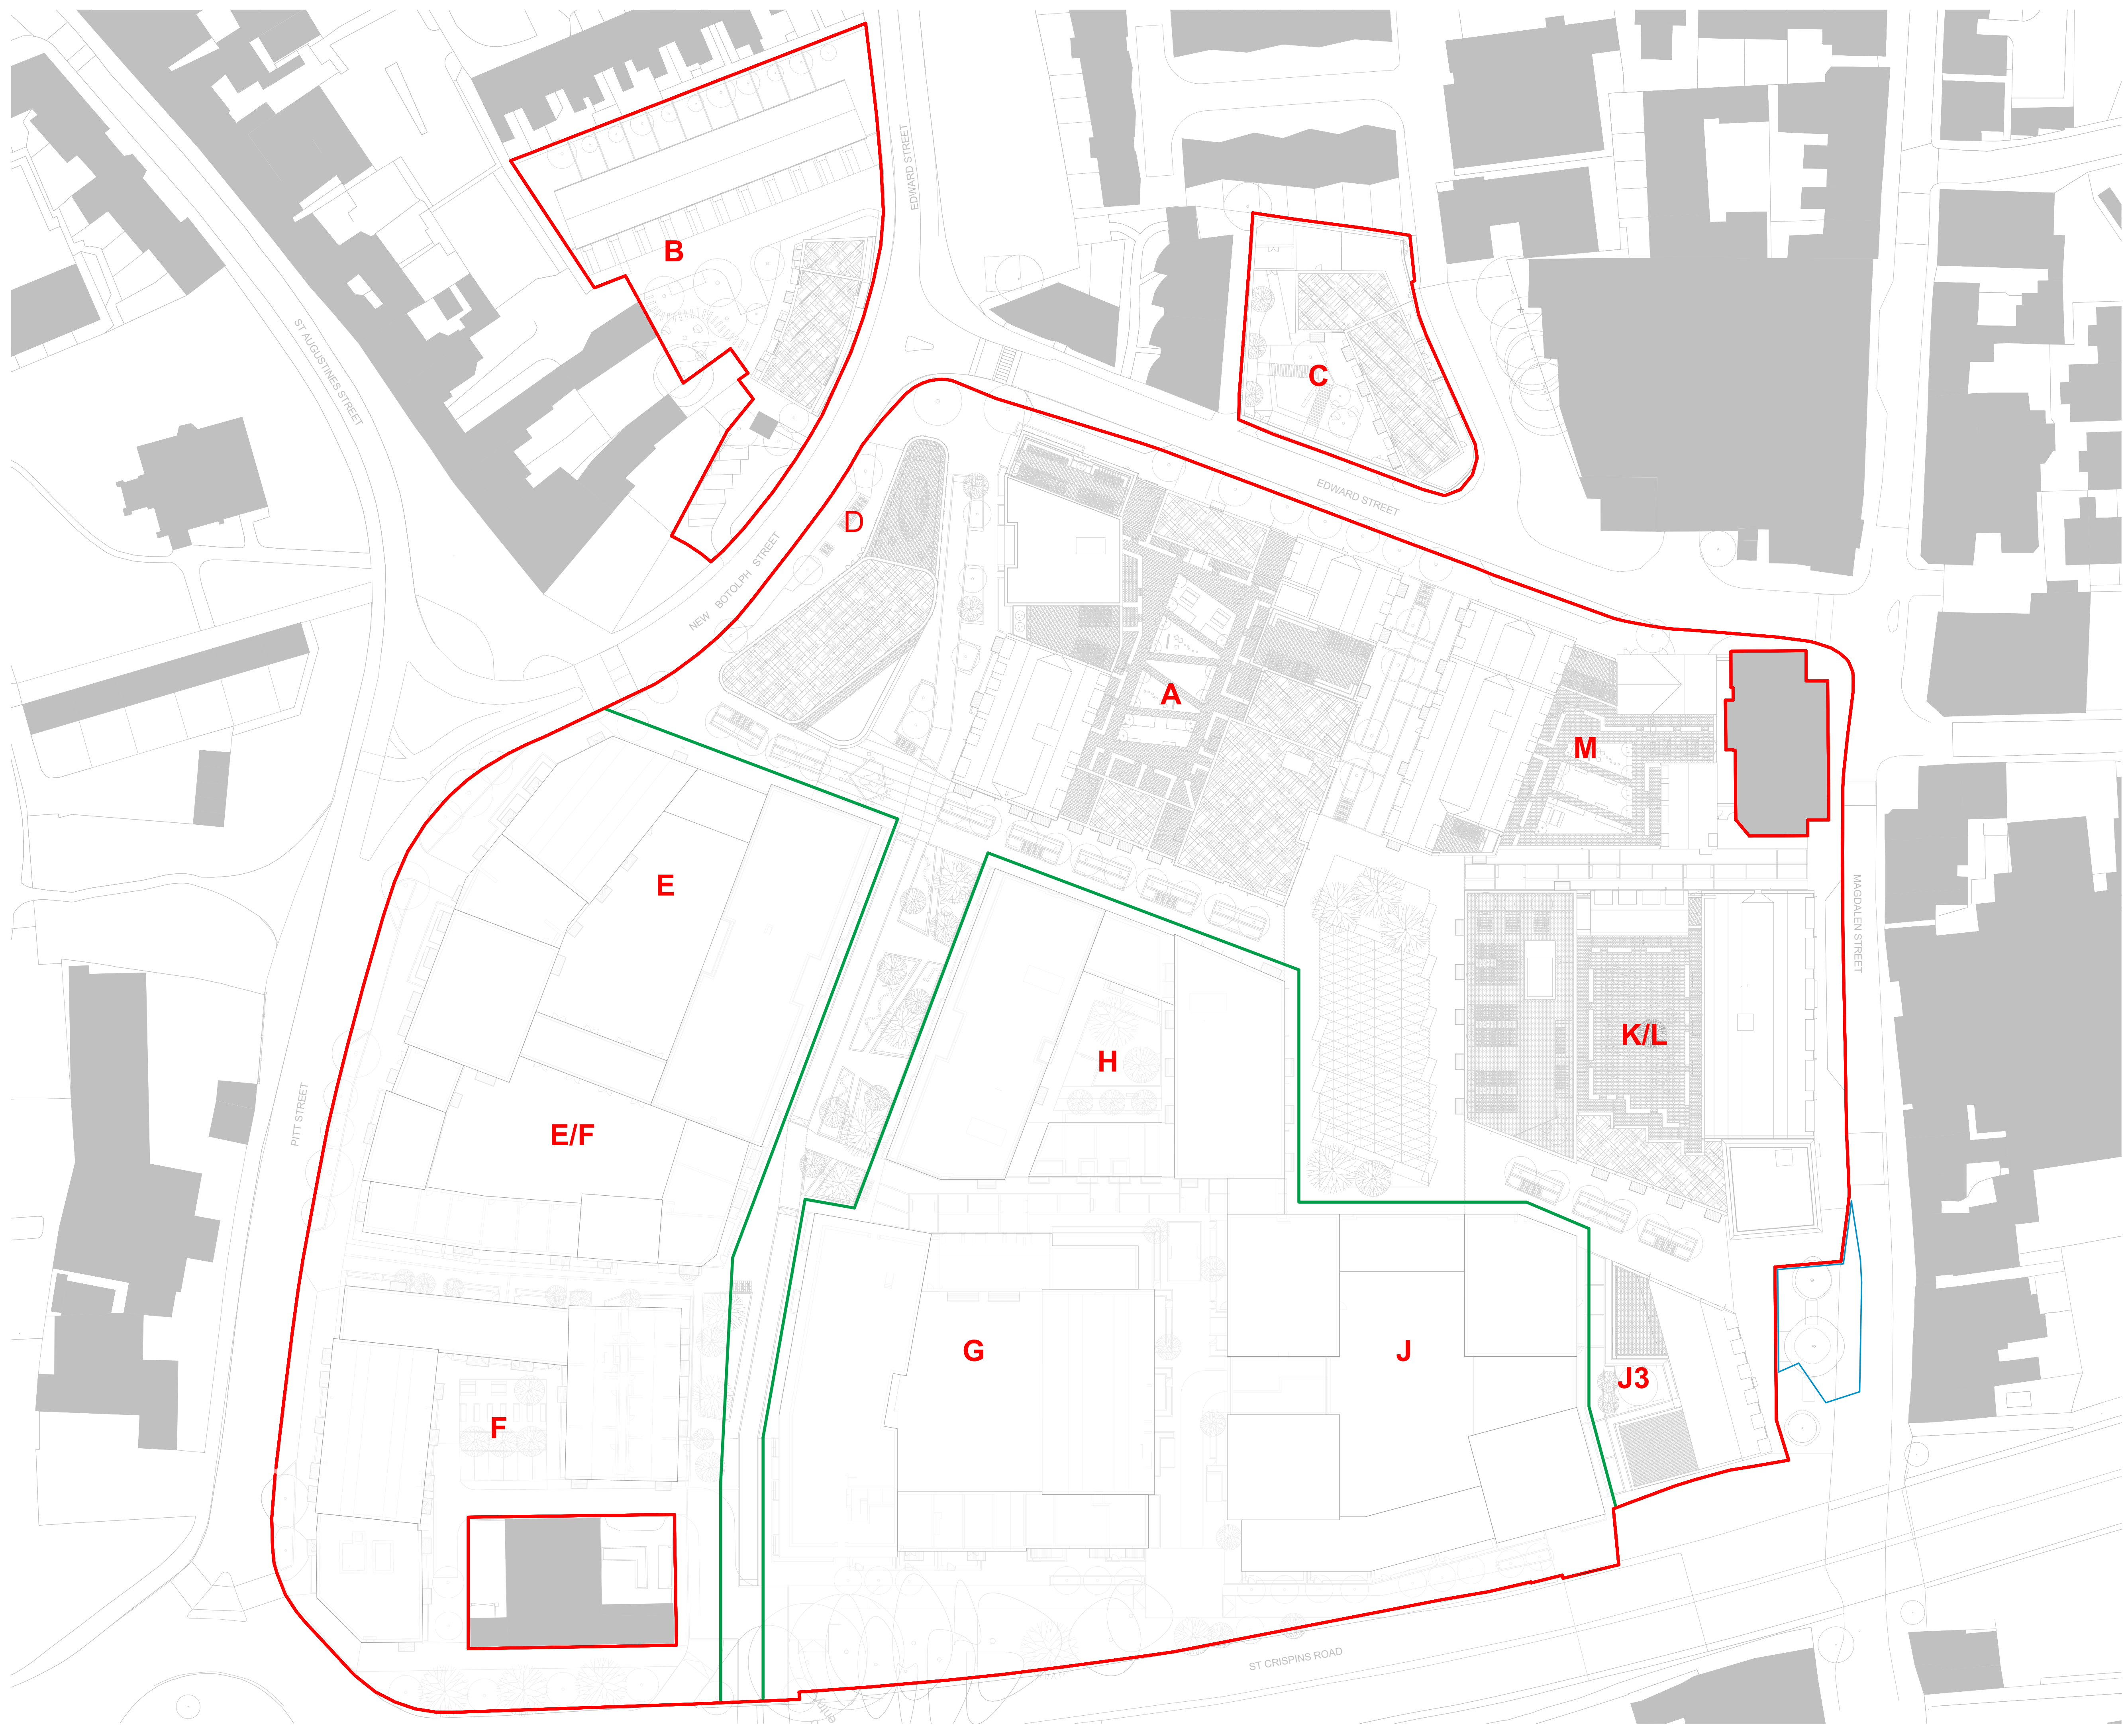 EDWARD STREET
B
ST AUGUSTINES STREET
C
EDWARD STREET
D
NEW BOTOLPH STREET
A
M
E
MAGDALEN STREET
K/L
H
PITT STREET
E/F
G
J
J3
F
ST CRISPINS ROAD